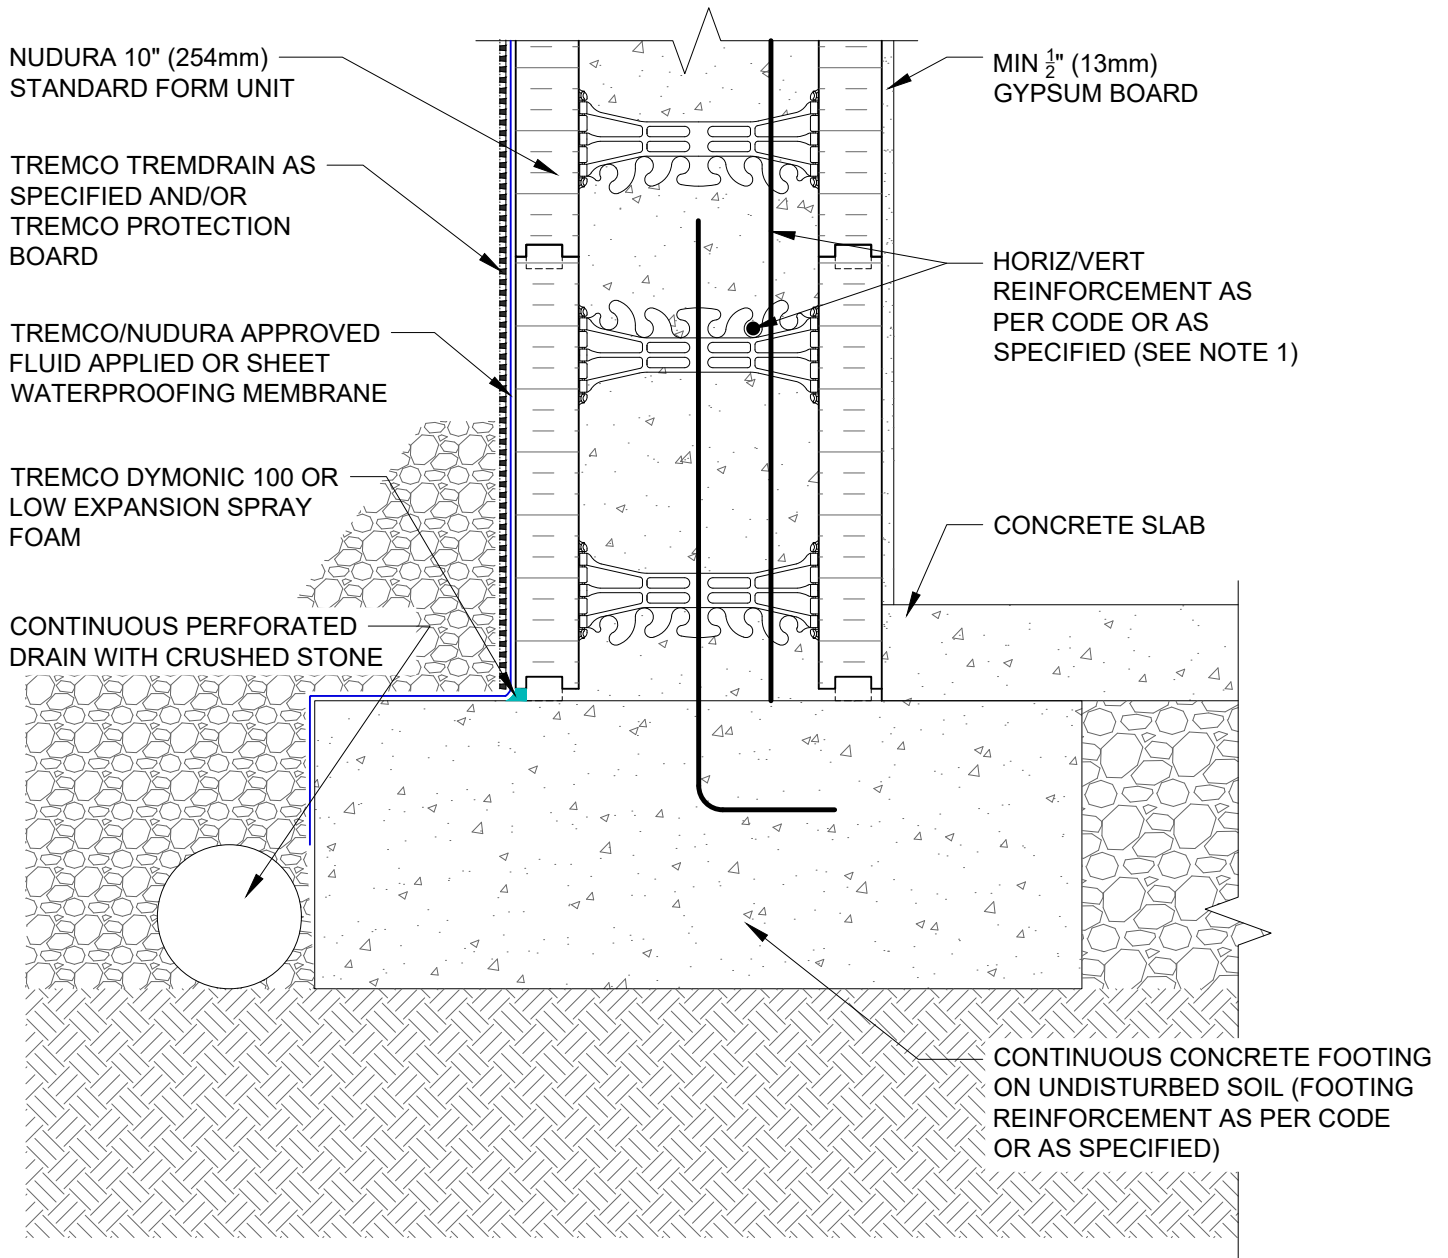 NUDURA 10" (254mm)
STANDARD FORM UNIT
TREMCO TREMDRAIN AS
SPECIFIED AND/OR
TREMCO PROTECTION
BOARD
TREMCO/NUDURA APPROVED
FLUID APPLIED OR SHEET
WATERPROOFING MEMBRANE
TREMCO DYMONIC 100 OR
LOW EXPANSION SPRAY
FOAM
CONTINUOUS PERFORATED
DRAIN WITH CRUSHED STONE
MIN 1/2" (13mm)
GYPSUM BOARD
HORIZ/VERT
REINFORCEMENT AS
PER CODE OR AS
SPECIFIED (SEE NOTE 1)
CONCRETE SLAB
CONTINUOUS CONCRETE FOOTING
ON UNDISTURBED SOIL (FOOTING
REINFORCEMENT AS PER CODE
OR AS SPECIFIED)